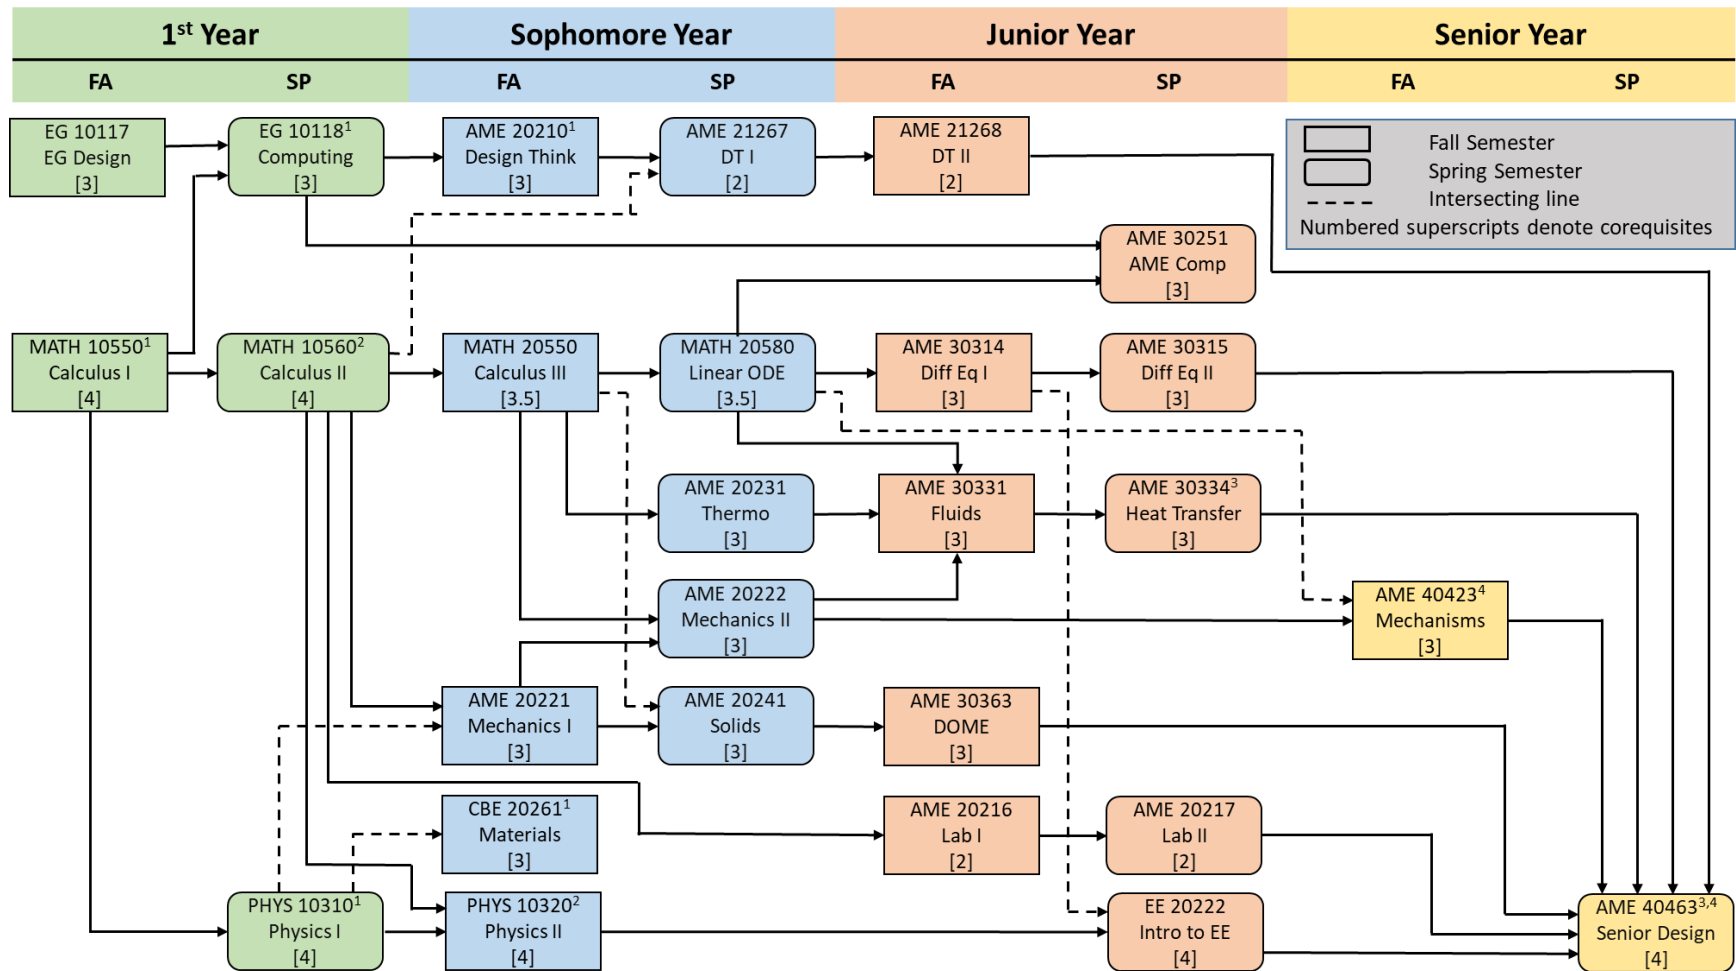 1st Year
Sophomore Year
Junior Year
Senior Year
FA
SP
FA
SP
FA
SP
FA
SP
EG 10117
EG Design
[3]
EG 10118¹
Computing
[3]
AME 20210¹
Design Think
[3]
AME 21267
DT I
[2]
AME 21268
DT II
[2]
Fall Semester
Spring Semester
Intersecting line
Numbered superscripts denote corequisites
AME 30251
AME Comp
[3]
MATH 10550¹
Calculus I
[4]
MATH 10560²
Calculus II
[4]
MATH 20550
Calculus III
[3.5]
MATH 20580
Linear ODE
[3.5]
AME 30314
Diff Eq I
[3]
AME 30315
Diff Eq II
[3]
AME 20231
Thermo
[3]
AME 30331
Fluids
[3]
AME 30334³
Heat Transfer
[3]
AME 20222
Mechanics II
[3]
AME 40423⁴
Mechanisms
[3]
AME 20221
Mechanics I
[3]
AME 20241
Solids
[3]
AME 30363
DOME
[3]
CBE 20261¹
Materials
[3]
AME 20216
Lab I
[2]
AME 20217
Lab II
[2]
PHYS 10310¹
Physics I
[4]
PHYS 10320²
Physics II
[4]
EE 20222
Intro to EE
[4]
AME 40463³,⁴
Senior Design
[4]